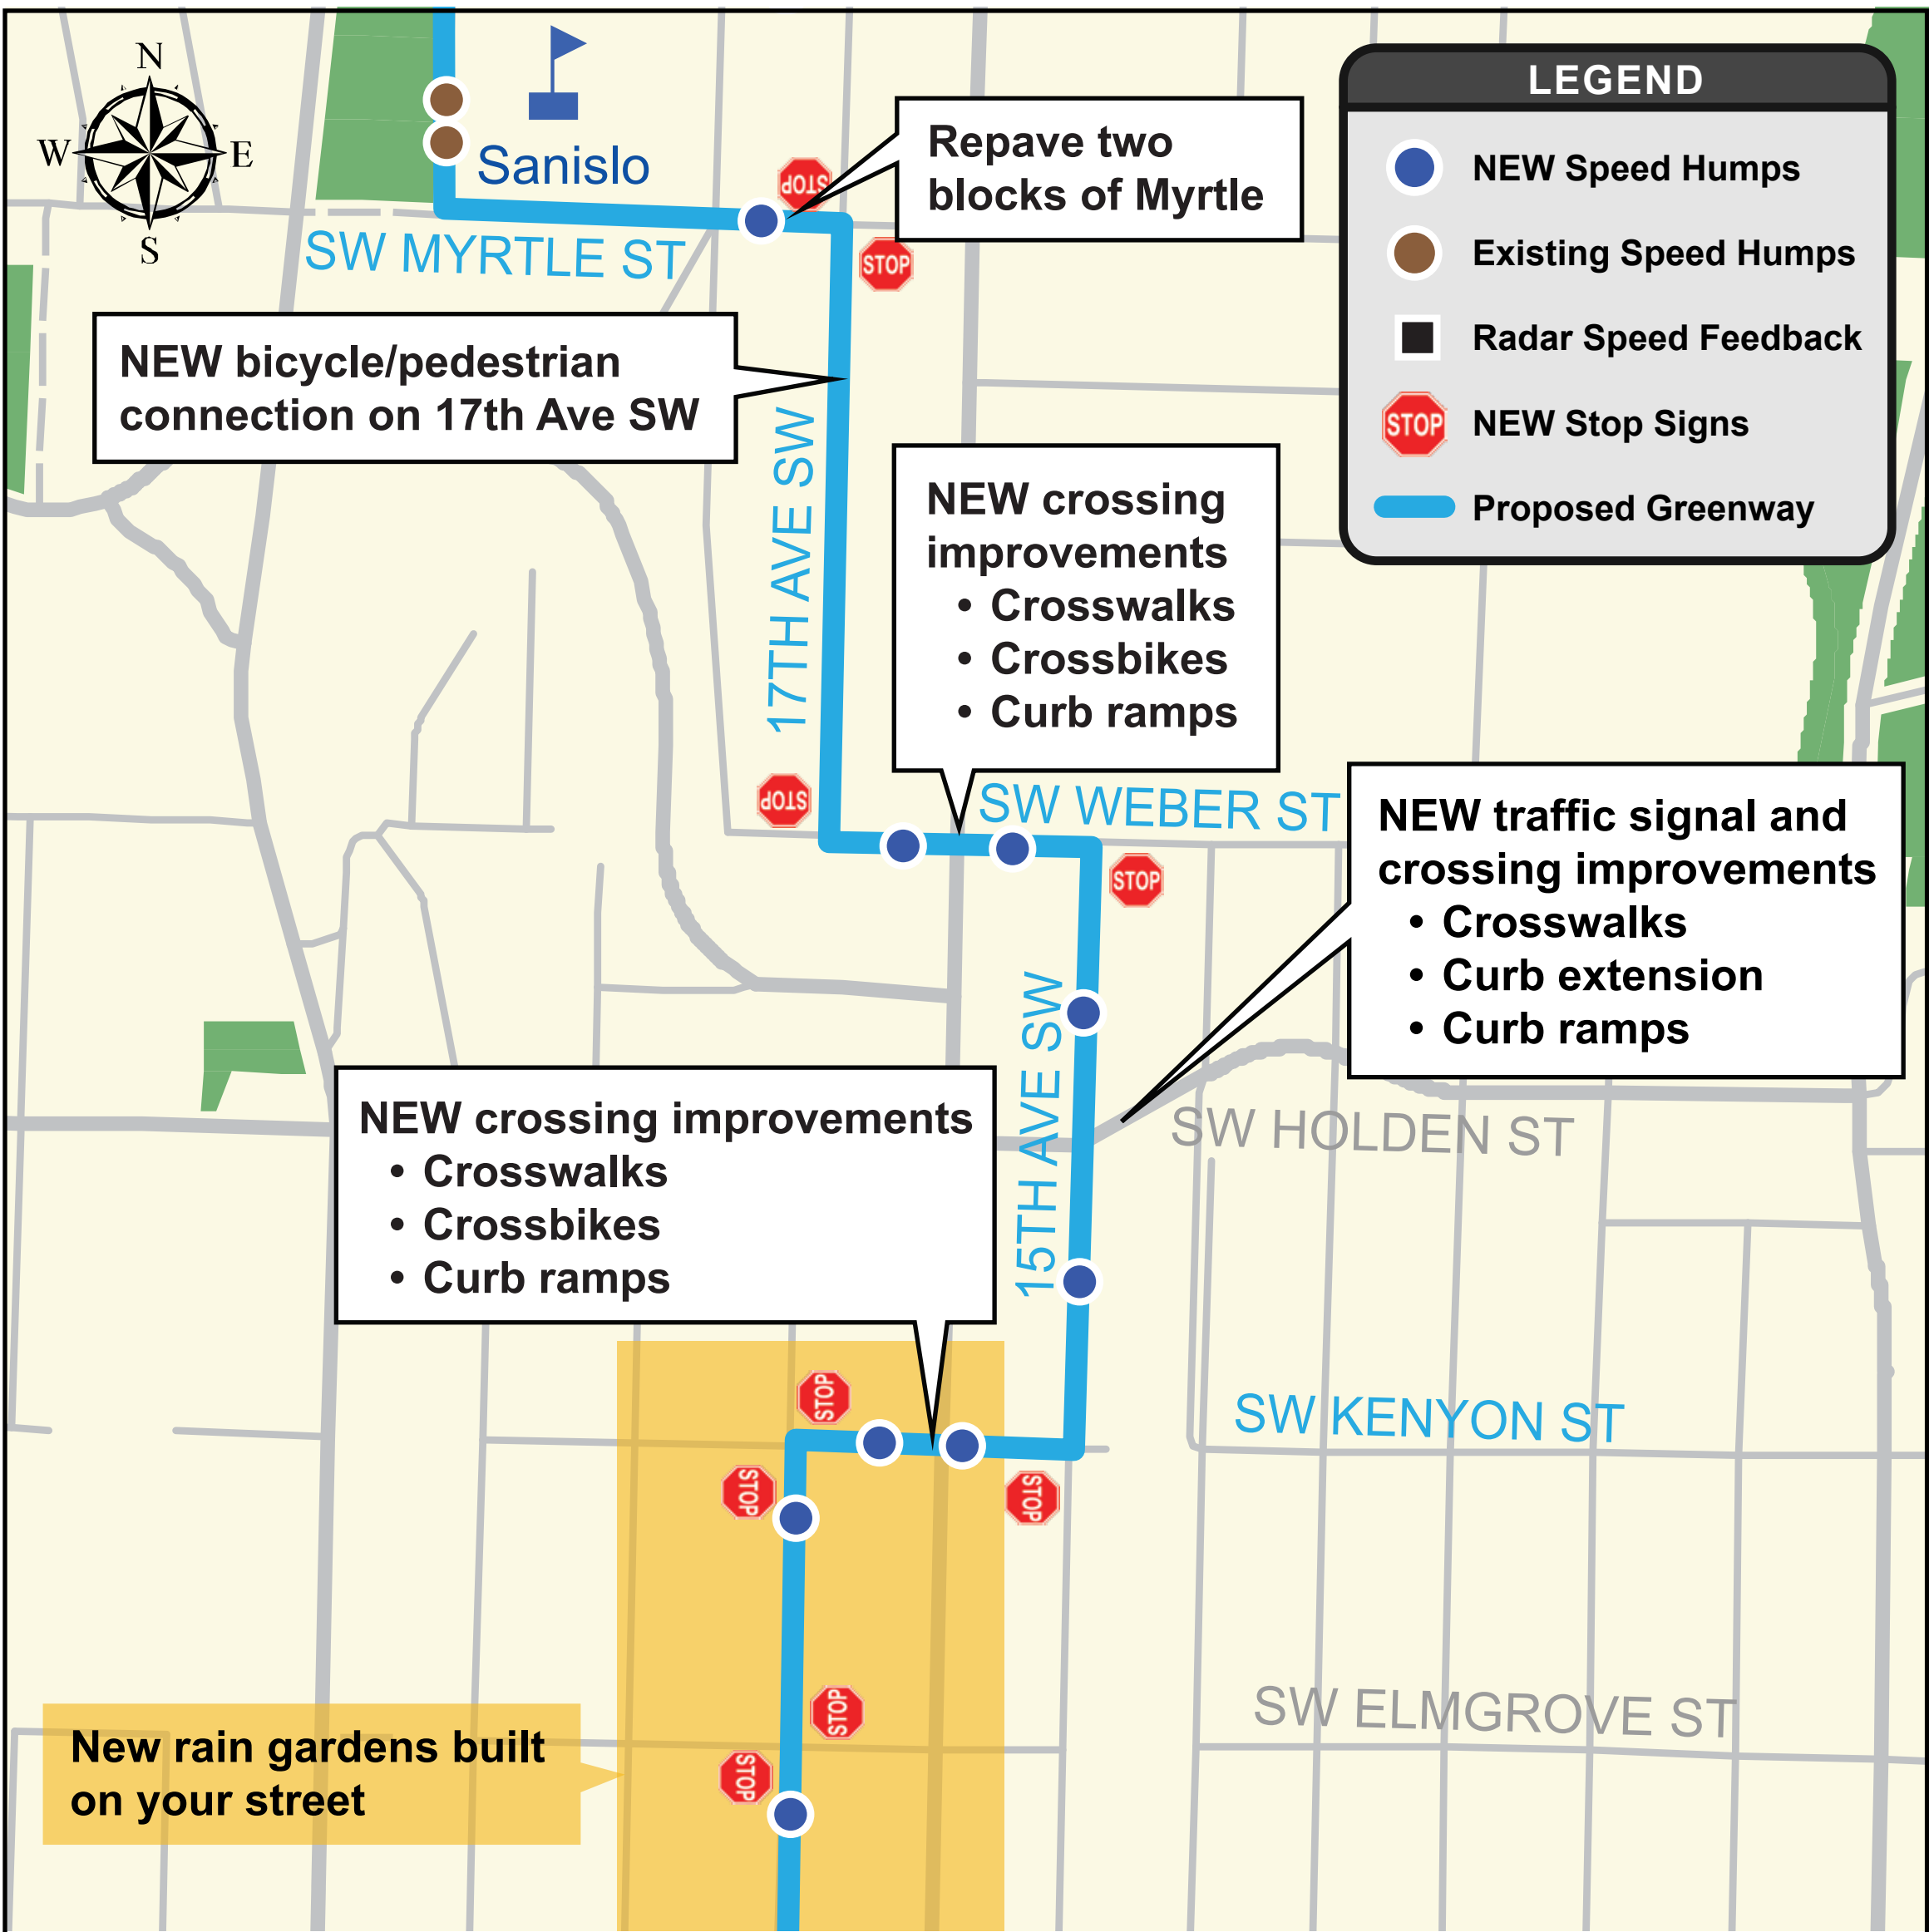 N
W
E
S
Sanislo
SW MYRTLE ST
STOP
Repave two
blocks of Myrtle
STOP
LEGEND
NEW Speed Humps
Existing Speed Humps
Radar Speed Feedback
STOP
NEW Stop Signs
Proposed Greenway
NEW bicycle/pedestrian
connection on 17th Ave SW
17TH AVE SW
NEW crossing
improvements
• Crosswalks
• Crossbikes
• Curb ramps
STOP
SW WEBER ST
STOP
NEW traffic signal and
crossing improvements
• Crosswalks
• Curb extension
• Curb ramps
15TH AVE SW
SW HOLDEN ST
NEW crossing improvements
• Crosswalks
• Crossbikes
• Curb ramps
STOP
SW KENYON ST
STOP
STOP
STOP
SW ELMGROVE ST
STOP
New rain gardens built
on your street